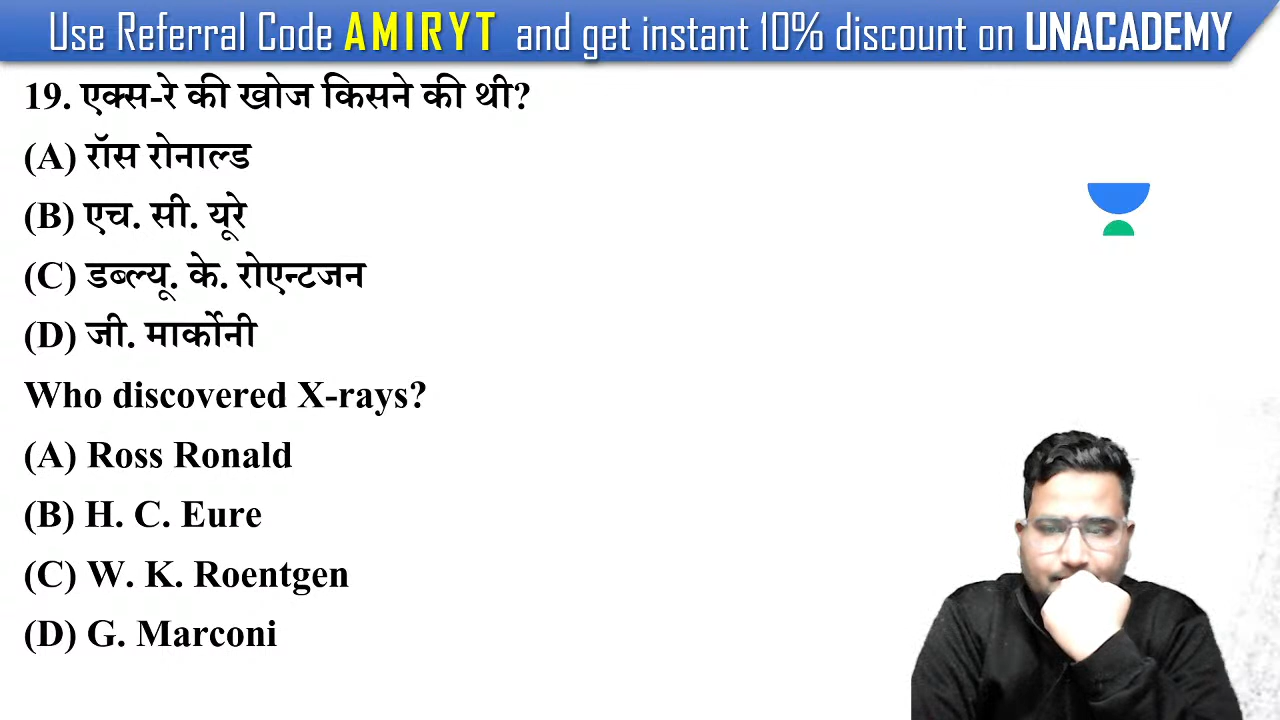 Use Referral Code AMIRYT and get instant 10% discount on UNACADEMY
19. एक्स-रे की खोज किसने की थी?
(A) रॉस रोनाल्ड
(B) एच. सी. यूरे
(C) डब्ल्यू. के. रोएन्टजन
(D) जी. मार्कोनी
Who discovered X-rays?
(A) Ross Ronald
(B) H. C. Eure
(C) W. K. Roentgen
(D) G. Marconi